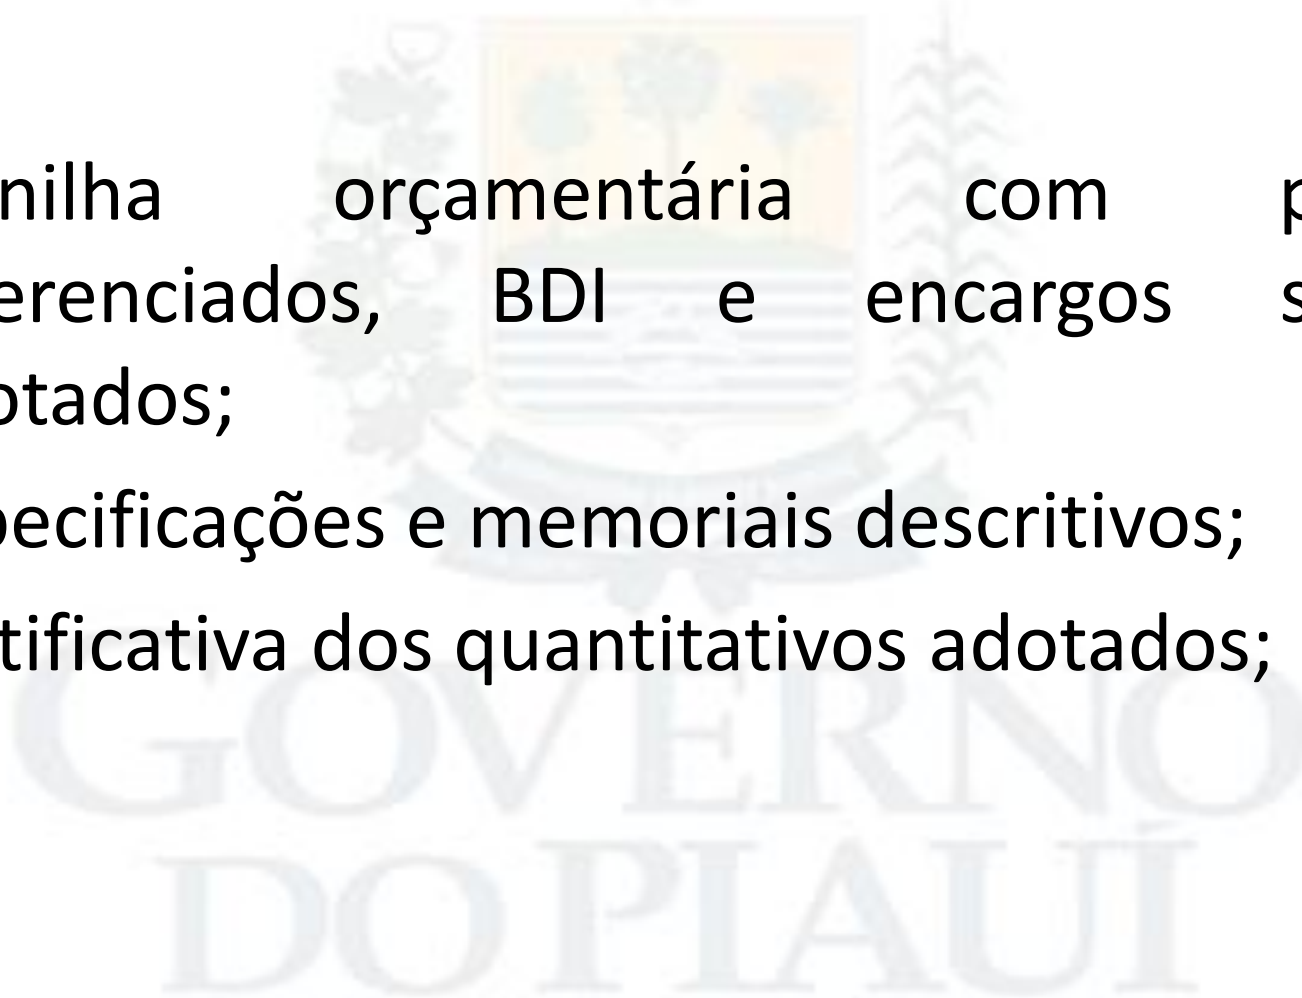 nilha orçamentária com p
erenciados, BDI e encargos s
otados;
pecificações e memoriais descritivos;
tificativa dos quantitativos adotados;
GOVERNO
DO PIAUÍ